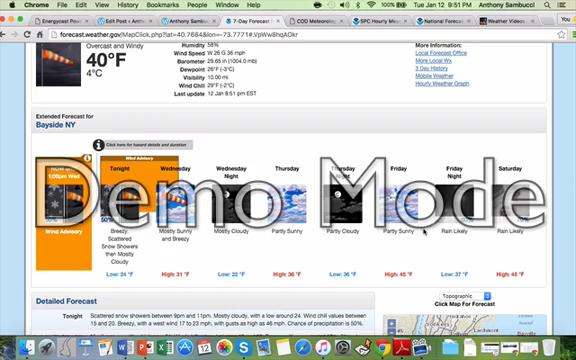 Chrome File Edit View History Bookmarks People Window Help 100% Tue Jan 12 9:51 PM Anthony Sambucci
Energycast Power Edit Post ‹ Anthony S Anthony Sambucci 7-Day Forecast COD Meteorolog SPC Hourly Meso National Forecast Weather Videos You
forecast.weather.gov/MapClick.php?lat=40.7684&lon=-73.7771#.VpWw8hqAOkr
Overcast and Windy
40°F
4°C
Humidity 58%
Wind Speed W 26 G 36 mph
Barometer 29.65 in (1004.0 mb)
Dewpoint 26°F (-3°C)
Visibility 10.00 mi
Wind Chill 29°F (-2°C)
Last update 12 Jan 8:51 pm EST
More Information:
Local Forecast Office
More Local Wx
3 Day History
Mobile Weather
Hourly Weather Graph
Extended Forecast for
Bayside NY
Click here for hazard details and duration
Wind Advisory
1:00pm Wed
Wind Advisory
Tonight
Wednesday
Wednesday Night
Thursday
Thursday Night
Friday
Friday Night
Saturday
Demo Mode
50%
Breezy. Scattered Snow Showers then Mostly Cloudy
Mostly Sunny and Breezy
Mostly Cloudy
Partly Sunny
Partly Cloudy
Partly Sunny
Rain Likely
Rain Likely
Low: 24 °F
High: 31 °F
Low: 22 °F
High: 36 °F
Low: 36 °F
High: 45 °F
Low: 37 °F
High: 45 °F
Detailed Forecast
Tonight
Scattered snow showers between 9pm and 11pm. Mostly cloudy, with a low around 24. Wind chill values between
15 and 20. Breezy, with a west wind 17 to 23 mph, with gusts as high as 46 mph. Chance of precipitation is 50%.
Topographic
Click Map For Forecast